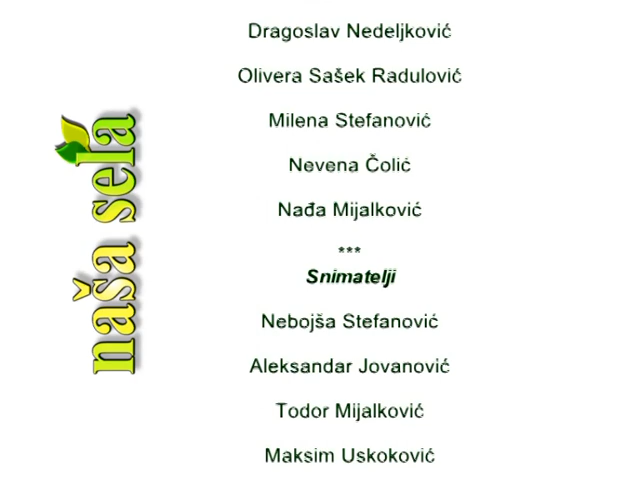 naša sela
Dragoslav Nedeljković
Olivera Sašek Radulović
Milena Stefanović
Nevena Čolić
Nađa Mijalković
***
Snimatelji
Nebojša Stefanović
Aleksandar Jovanović
Todor Mijalković
Maksim Uskoković